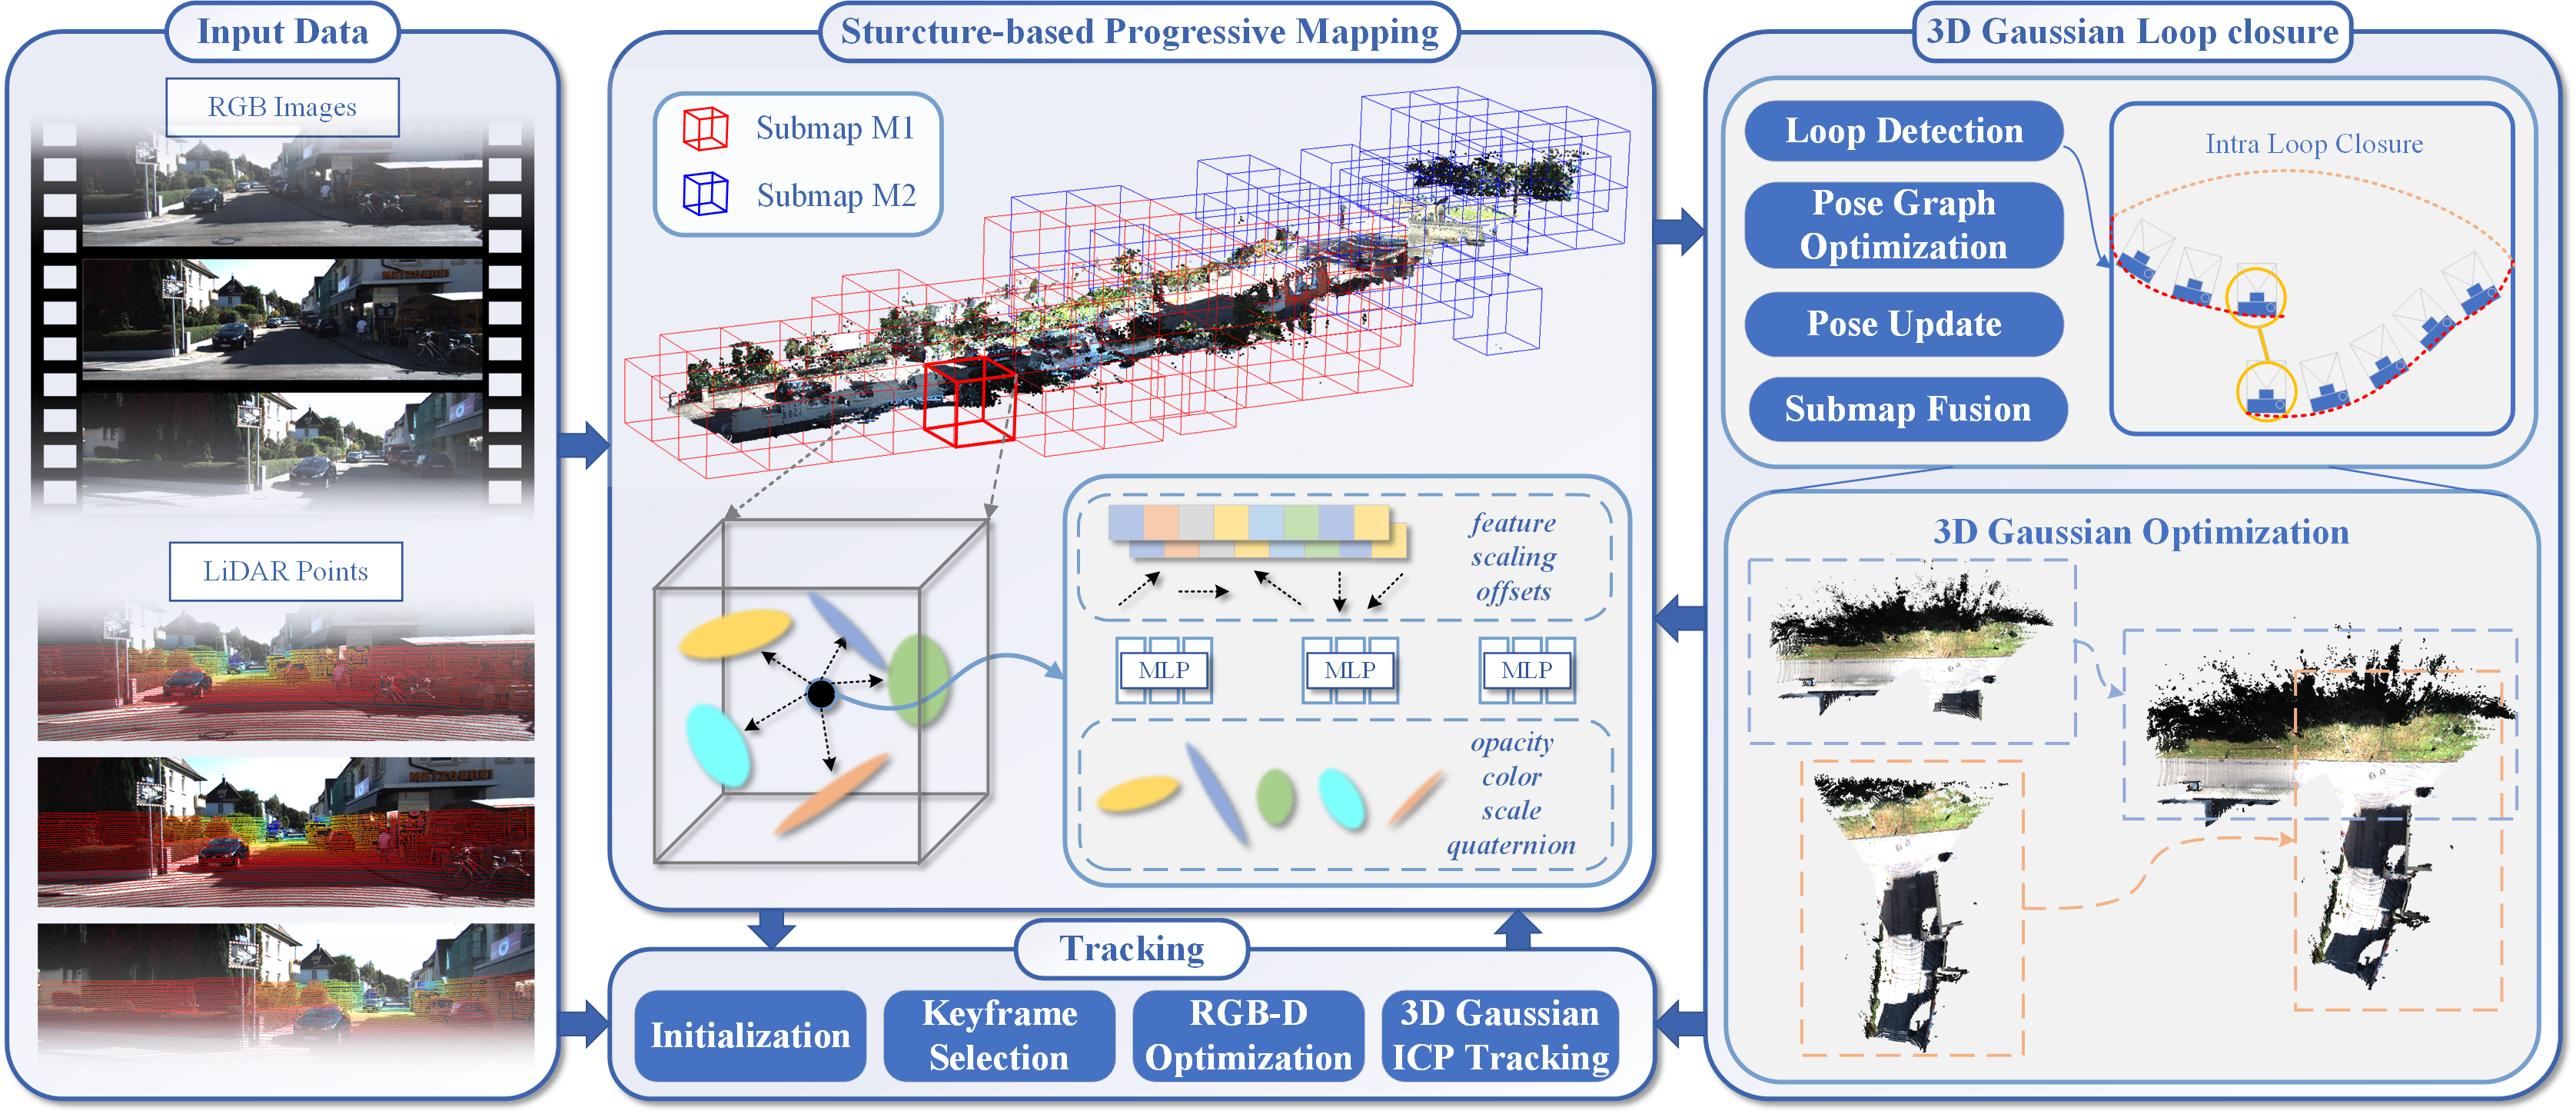 Input Data
RGB Images
METZGEREI
LiDAR Points
METZGEREI
Sturcture-based Progressive Mapping
Submap M1
Submap M2
feature
scaling
offsets
MLP
MLP
MLP
opacity
color
scale
quaternion
Tracking
Initialization
Keyframe
Selection
RGB-D
Optimization
3D Gaussian
ICP Tracking
3D Gaussian Loop closure
Loop Detection
Pose Graph
Optimization
Pose Update
Submap Fusion
Intra Loop Closure
3D Gaussian Optimization